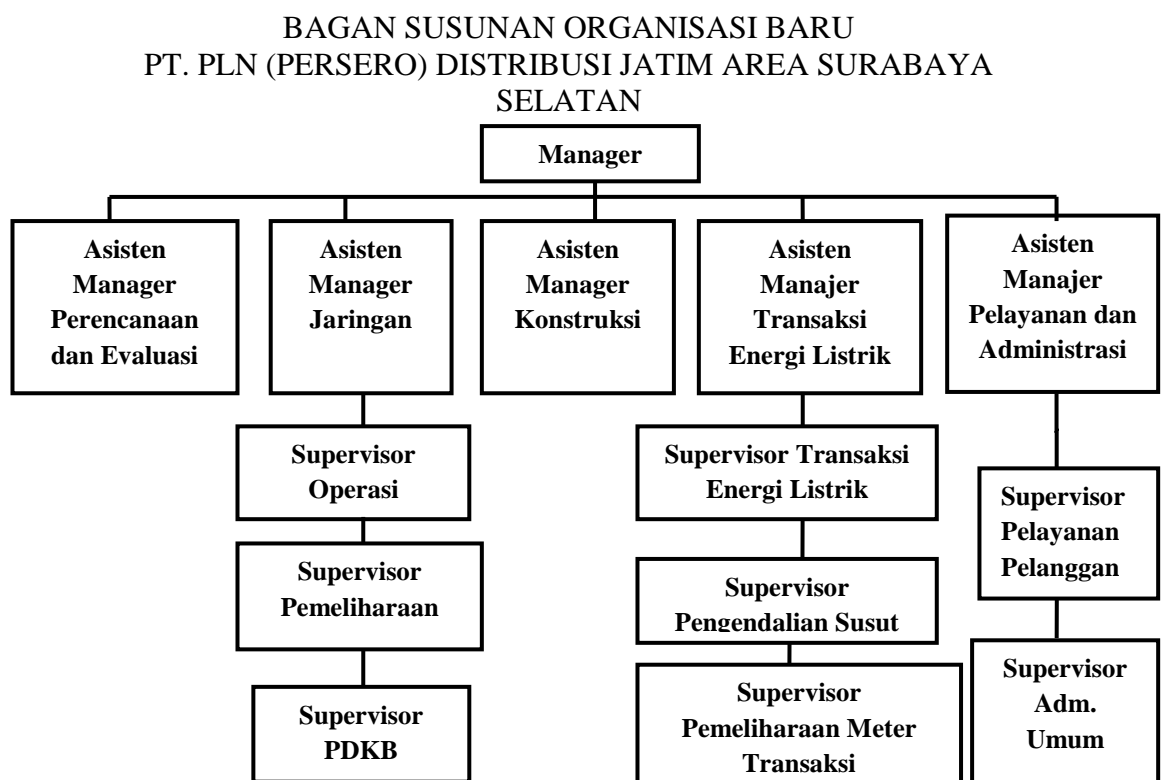 BAGAN SUSUNAN ORGANISASI BARU
PT. PLN (PERSERO) DISTRIBUSI JATIM AREA SURABAYA
SELATAN
Manager
Asisten
Manager
Perencanaan
dan Evaluasi
Asisten
Manager
Jaringan
Asisten
Manager
Konstruksi
Asisten
Manajer
Transaksi
Energi Listrik
Asisten
Manajer
Pelayanan dan
Administrasi
Supervisor
Operasi
Supervisor Transaksi
Energi Listrik
Supervisor
Pelayanan
Pelanggan
Supervisor
Pemeliharaan
Supervisor
Pengendalian Susut
Supervisor
PDKB
Supervisor
Pemeliharaan Meter
Transaksi
Supervisor
Adm.
Umum